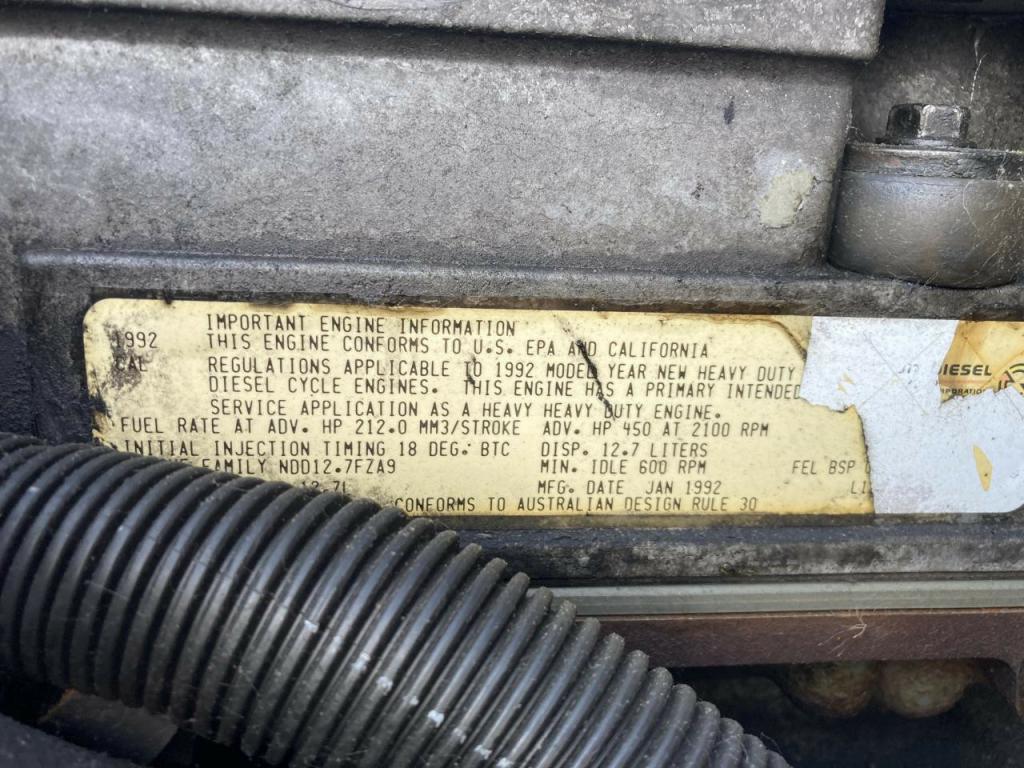 IMPORTANT ENGINE INFORMATION
1992 THIS ENGINE CONFORMS TO U.S. EPA AND CALIFORNIA
CAL REGULATIONS APPLICABLE TO 1992 MODEL YEAR NEW HEAVY DUTY
DIESEL CYCLE ENGINES. THIS ENGINE HAS A PRIMARY INTENDED
SERVICE APPLICATION AS A HEAVY HEAVY DUTY ENGINE.
FUEL RATE AT ADV. HP 212.0 MM3/STROKE ADV. HP 450 AT 2100 RPM
INITIAL INJECTION TIMING 18 DEG. BTC DISP. 12.7 LITERS
FAMILY NDD12.7FZA9 MIN. IDLE 600 RPM FEL BSP
12.7L MFG. DATE JAN 1992
CONFORMS TO AUSTRALIAN DESIGN RULE 30
DIESEL